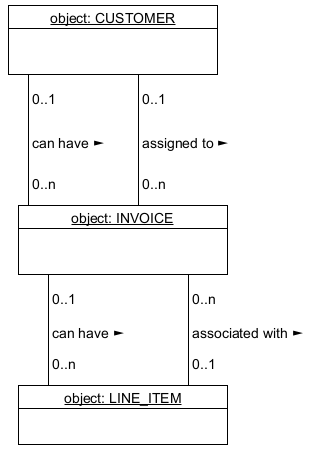 object: CUSTOMER
0..1 0..1
can have ► assigned to ►
0..n 0..n
object: INVOICE
0..1 0..n
can have ► associated with ►
0..n 0..1
object: LINE_ITEM